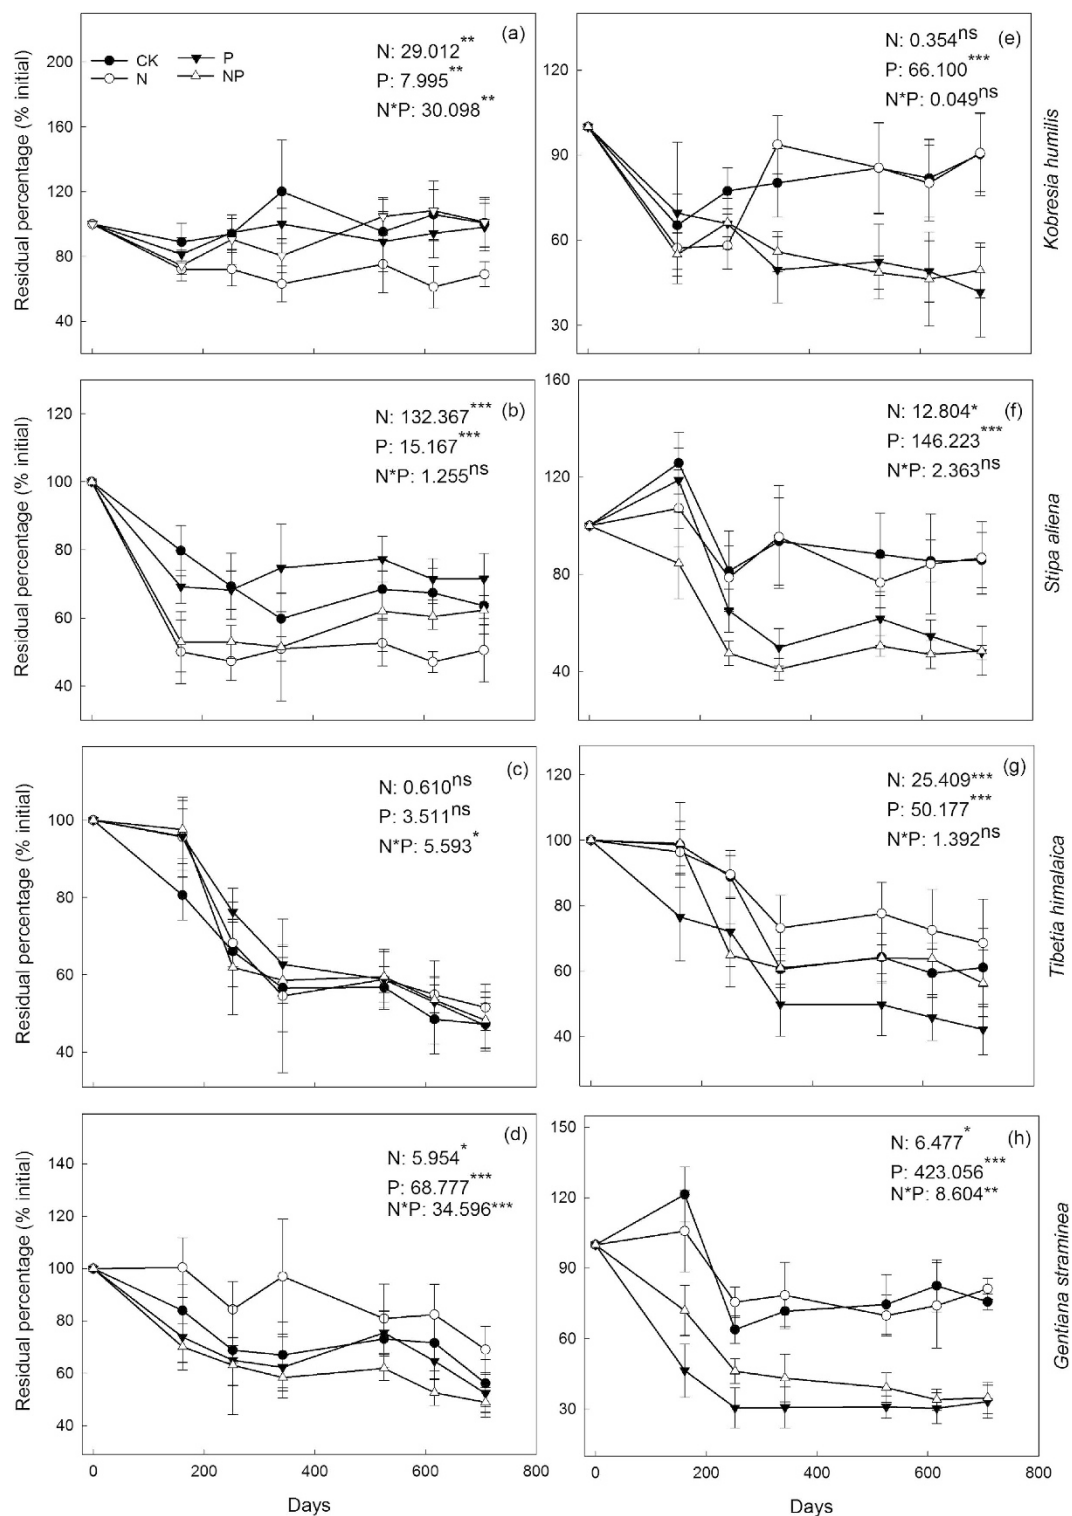 (a)
CK
P
N
NP
N: 29.012**
P: 7.995**
N*P: 30.098**
200
160
120
80
40
Residual percentage (% initial)
(e)
N: 0.354ns
P: 66.100***
N*P: 0.049ns
120
90
60
30
Kobresia humilis
(b)
N: 132.367***
P: 15.167***
N*P: 1.255ns
120
100
80
60
40
Residual percentage (% initial)
(f)
N: 12.804*
P: 146.223***
N*P: 2.363ns
160
120
80
40
Stipa aliena
(c)
N: 0.610ns
P: 3.511ns
N*P: 5.593*
100
80
60
40
Residual percentage (% initial)
(g)
N: 25.409***
P: 50.177***
N*P: 1.392ns
120
100
80
60
40
Tibetia himalaica
(d)
N: 5.954*
P: 68.777***
N*P: 34.596***
140
120
100
80
60
40
Residual percentage (% initial)
0 200 400 600 800
Days
(h)
N: 6.477*
P: 423.056***
N*P: 8.604**
150
120
90
60
30
Gentiana straminea
0 200 400 600 800
Days